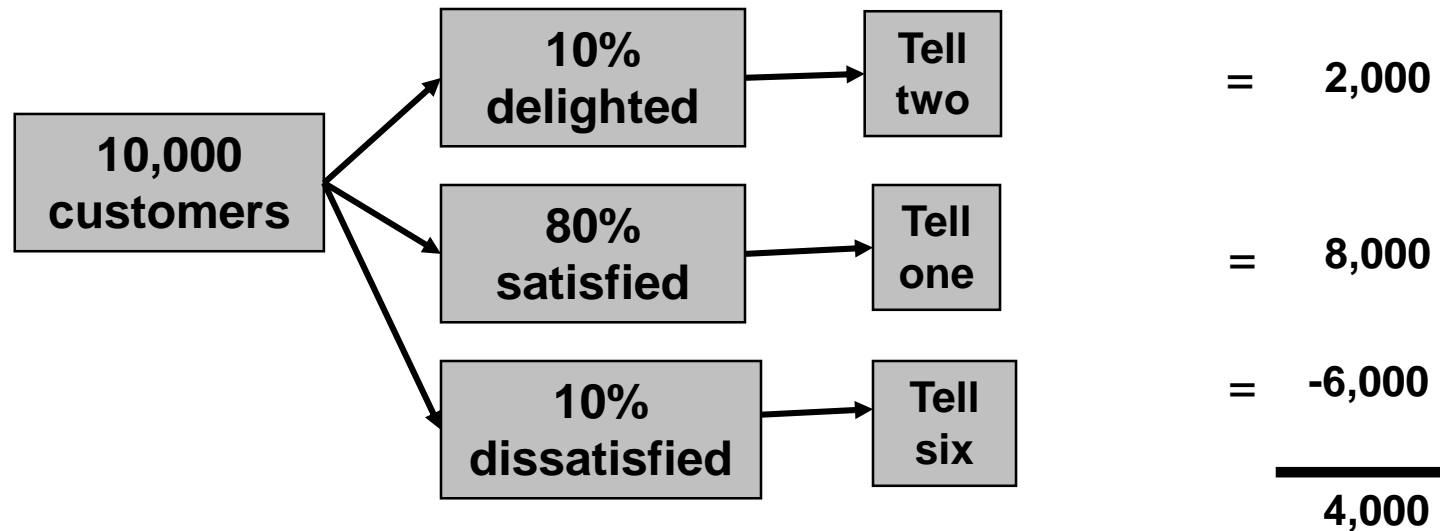 10,000
customers
10%
delighted
Tell
two
= 2,000
80%
satisfied
Tell
one
= 8,000
10%
dissatisfied
Tell
six
= -6,000
4,000